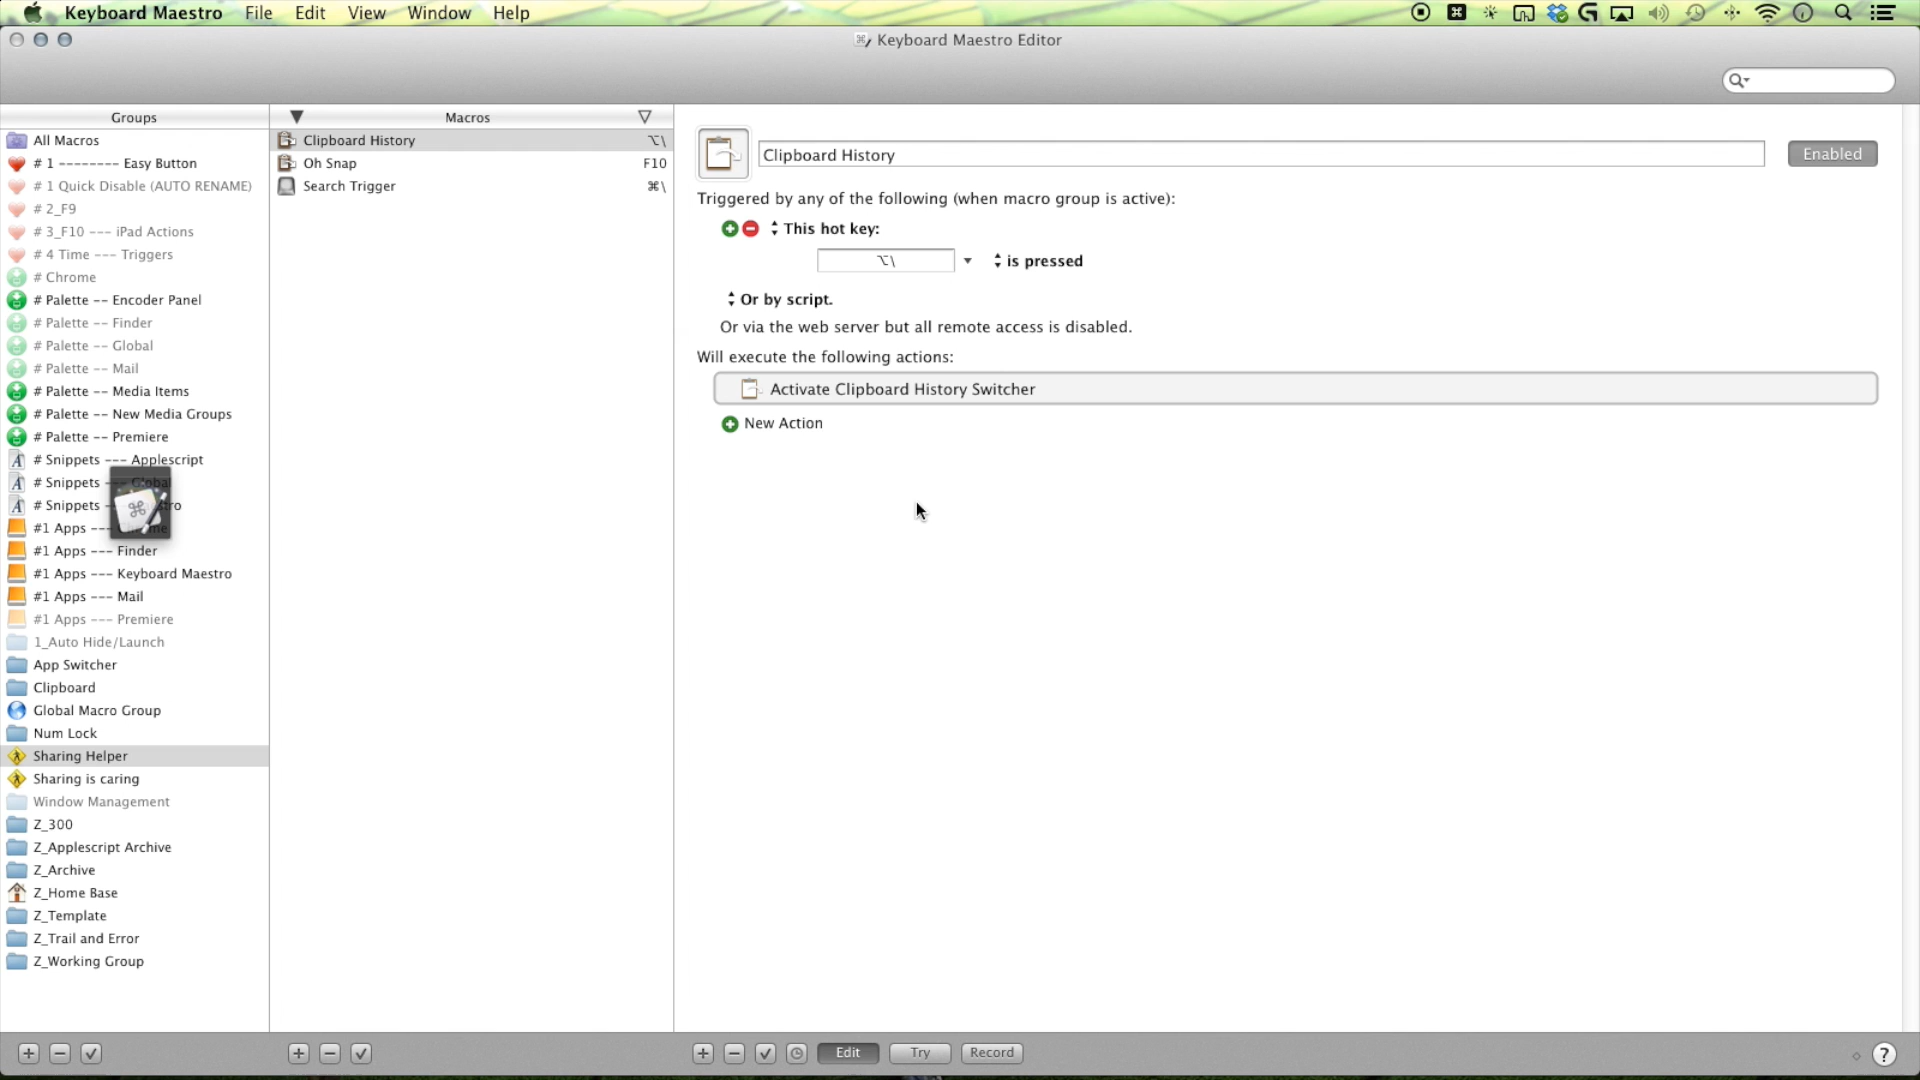 Keyboard Maestro File Edit View Window Help
Keyboard Maestro Editor
Groups
All Macros
# 1 -------- Easy Button
# 1 Quick Disable (AUTO RENAME)
# 2_F9
# 3_F10 --- iPad Actions
# 4 Time --- Triggers
# Chrome
# Palette -- Encoder Panel
# Palette -- Finder
# Palette -- Global
# Palette -- Mail
# Palette -- Media Items
# Palette -- New Media Groups
# Palette -- Premiere
# Snippets --- Applescript
# Snippets --- Global
# Snippets
#1 Apps --- Chrome
#1 Apps --- Finder
#1 Apps --- Keyboard Maestro
#1 Apps --- Mail
#1 Apps --- Premiere
1_Auto Hide/Launch
App Switcher
Clipboard
Global Macro Group
Num Lock
Sharing Helper
Sharing is caring
Window Management
Z_300
Z_Applescript Archive
Z_Archive
Z_Home Base
Z_Template
Z_Trail and Error
Z_Working Group
Macros
Clipboard History ⌥\
Oh Snap F10
Search Trigger ⌘\
Clipboard History
Enabled
Triggered by any of the following (when macro group is active):
This hot key:
⌥\ is pressed
Or by script.
Or via the web server but all remote access is disabled.
Will execute the following actions:
Activate Clipboard History Switcher
New Action
Edit Try Record ?